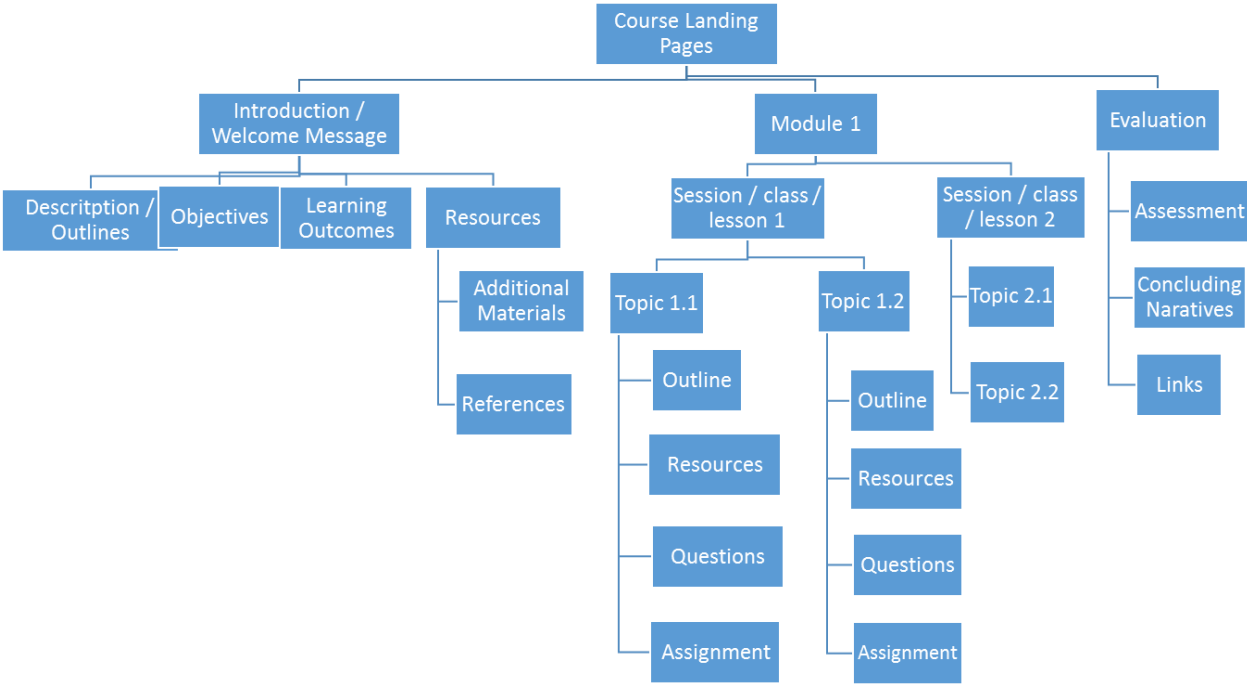 Course Landing
Pages
Introduction /
Welcome Message
Module 1
Evaluation
Descritption /
Outlines
Objectives
Learning
Outcomes
Resources
Additional
Materials
References
Session / class /
lesson 1
Session / class
/ lesson 2
Topic 1.1
Outline
Resources
Questions
Assignment
Topic 1.2
Outline
Resources
Questions
Assignment
Topic 2.1
Topic 2.2
Assessment
Concluding
Naratives
Links